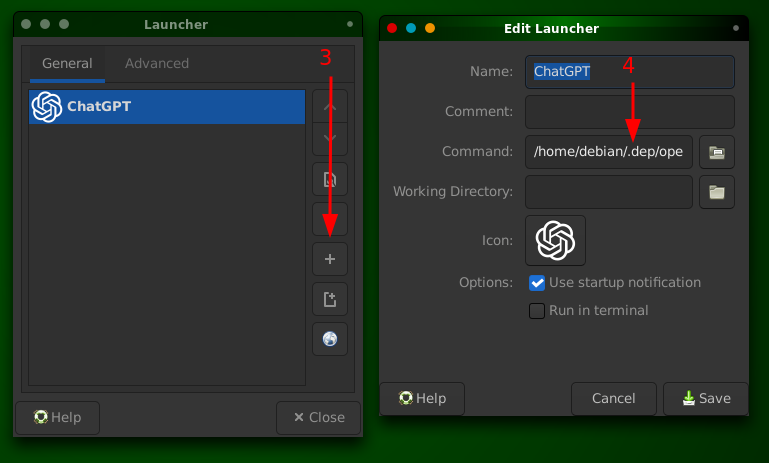 Launcher
General
Advanced
3
ChatGPT
Help
Close
Edit Launcher
Name:
ChatGPT
4
Comment:
Command:
/home/debian/.dep/ope
Working Directory:
Icon:
Options:
Use startup notification
Run in terminal
Help
Cancel
Save